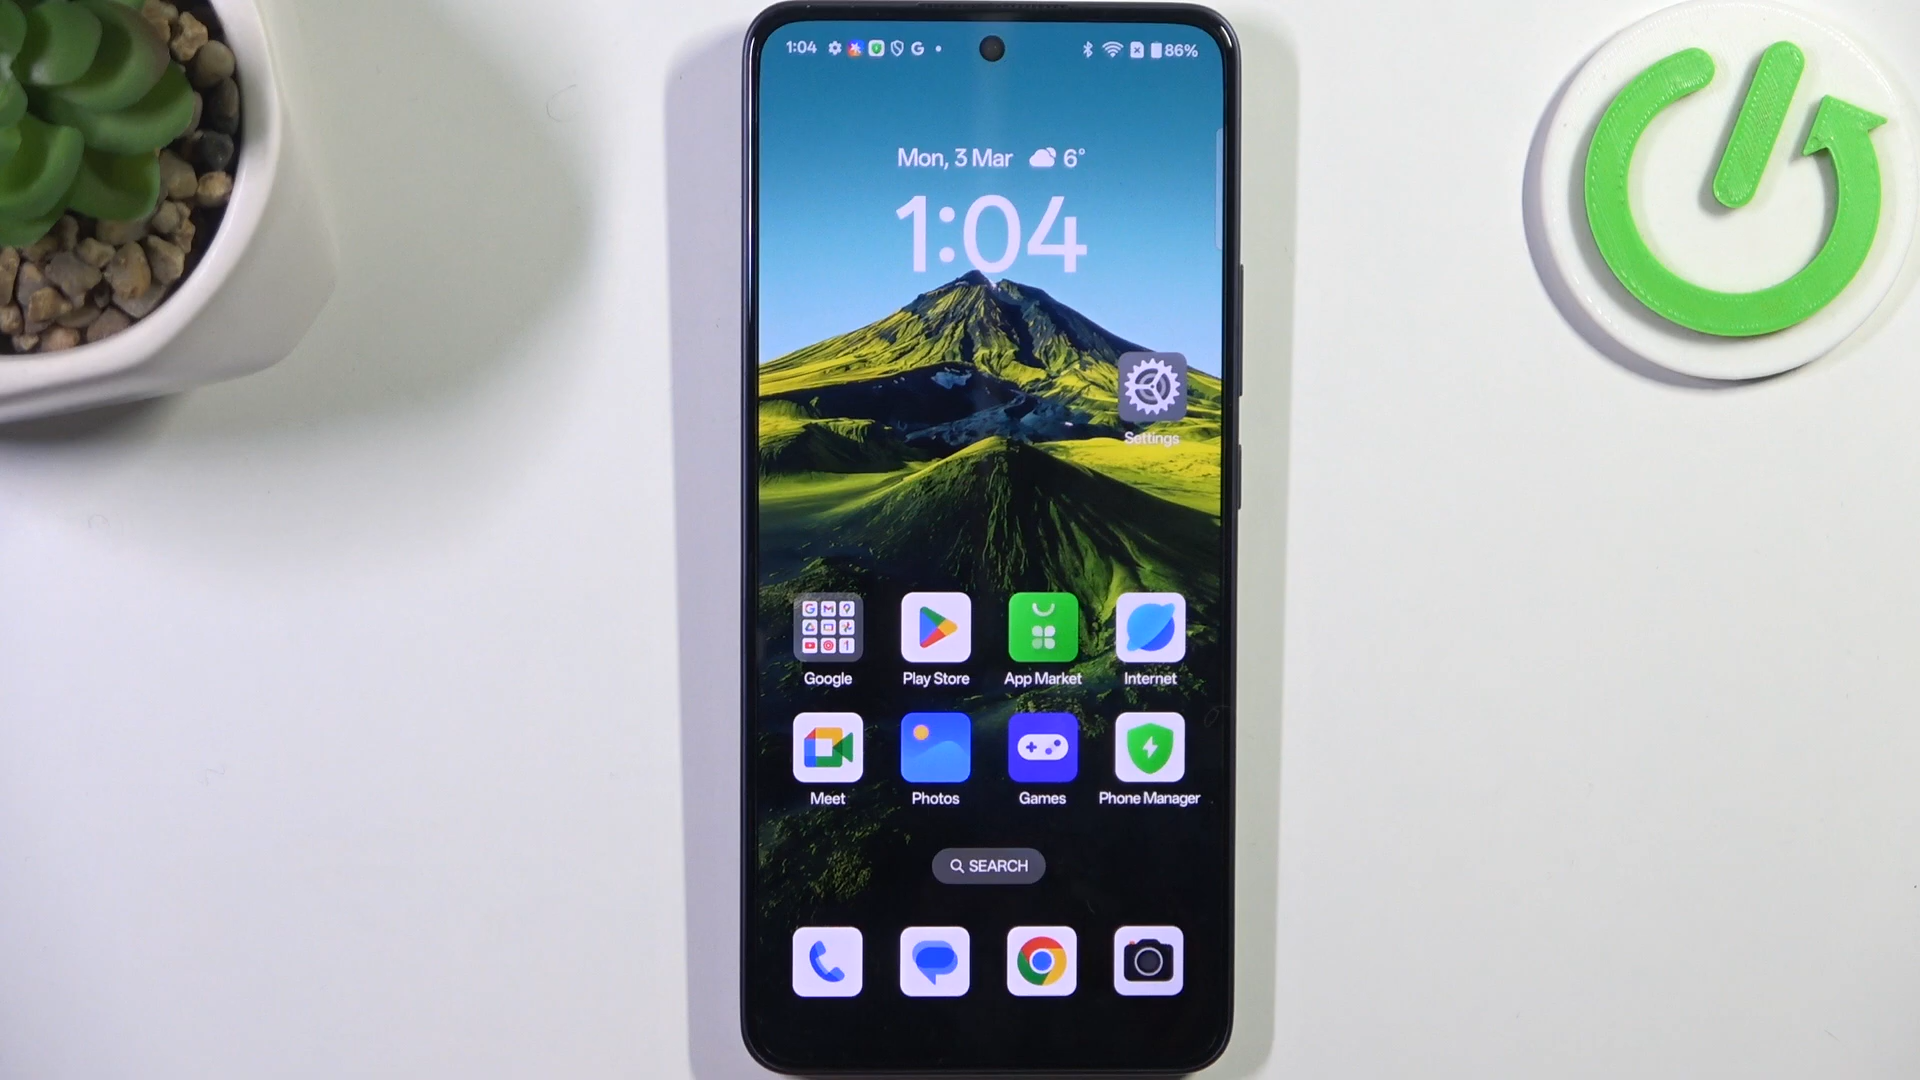 1:04 86%
Mon, 3 Mar 6°
1:04
Settings
Google Play Store App Market Internet
Meet Photos Games Phone Manager
SEARCH